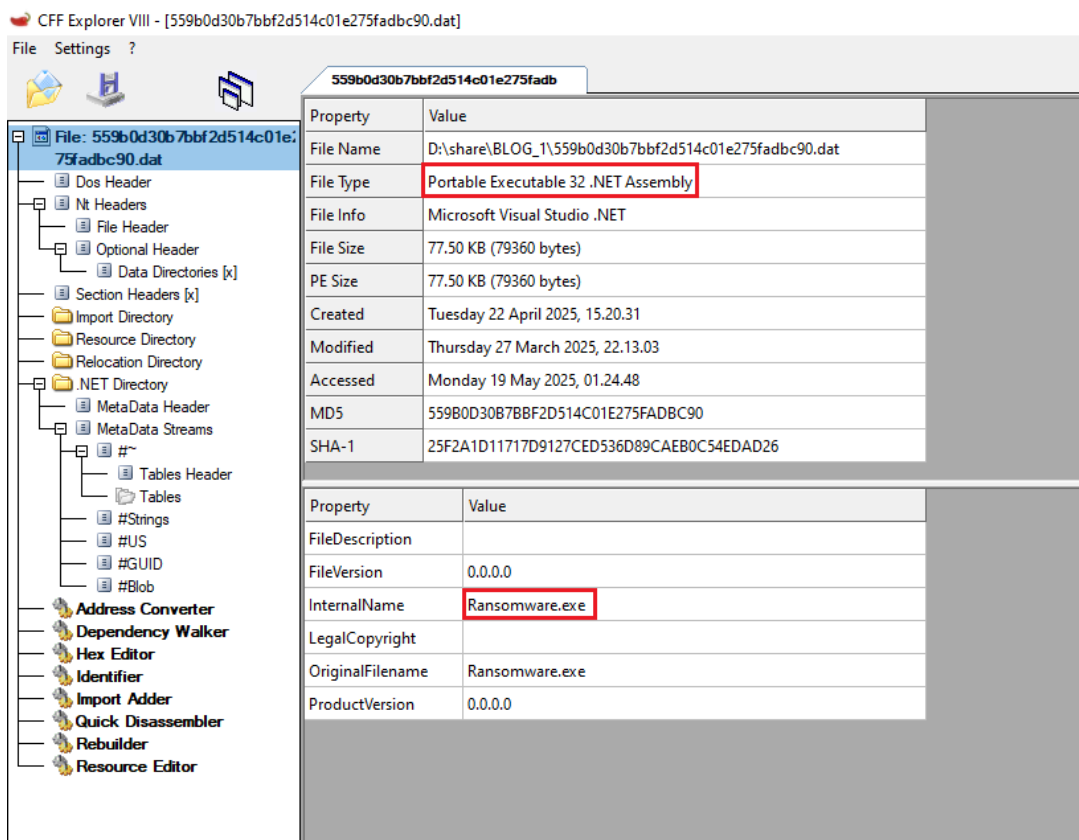 CFF Explorer VIII - [559b0d30b7bbf2d514c01e275fadbc90.dat]
File Settings ?
559b0d30b7bbf2d514c01e275fadb
File: 559b0d30b7bbf2d514c01e2
75fadbc90.dat
Dos Header
Nt Headers
File Header
Optional Header
Data Directories [x]
Section Headers [x]
Import Directory
Resource Directory
Relocation Directory
.NET Directory
MetaData Header
MetaData Streams
#~
Tables Header
Tables
#Strings
#US
#GUID
#Blob
Address Converter
Dependency Walker
Hex Editor
Identifier
Import Adder
Quick Disassembler
Rebuilder
Resource Editor
Property Value
File Name D:\share\BLOG_1\559b0d30b7bbf2d514c01e275fadbc90.dat
File Type Portable Executable 32 .NET Assembly
File Info Microsoft Visual Studio .NET
File Size 77.50 KB (79360 bytes)
PE Size 77.50 KB (79360 bytes)
Created Tuesday 22 April 2025, 15.20.31
Modified Thursday 27 March 2025, 22.13.03
Accessed Monday 19 May 2025, 01.24.48
MD5 559B0D30B7BBF2D514C01E275FADBC90
SHA-1 25F2A1D11717D9127CED536D89CAEB0C54EDAD26
Property Value
FileDescription
FileVersion 0.0.0.0
InternalName Ransomware.exe
LegalCopyright
OriginalFilename Ransomware.exe
ProductVersion 0.0.0.0